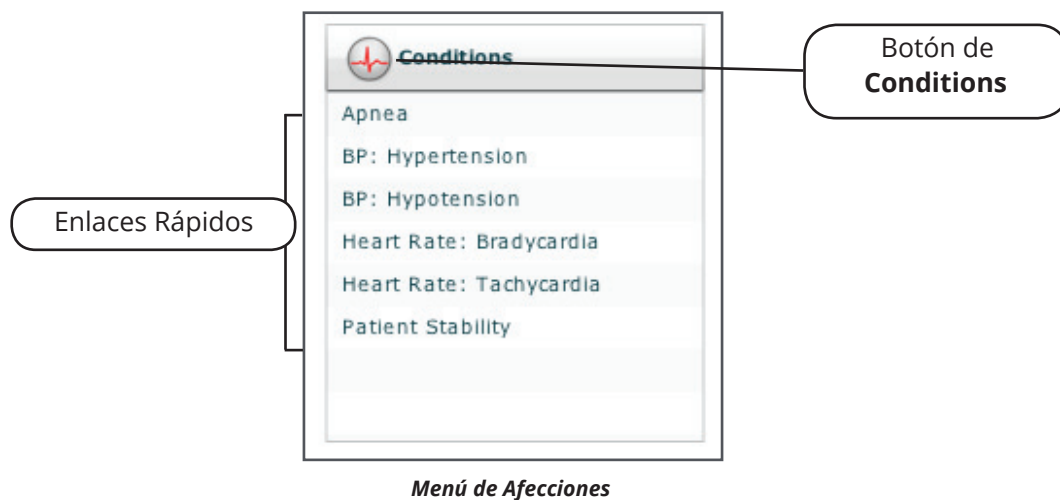 Conditions
Botón de
Conditions
Apnea
BP: Hypertension
BP: Hypotension
Enlaces Rápidos
Heart Rate: Bradycardia
Heart Rate: Tachycardia
Patient Stability
Menú de Afecciones